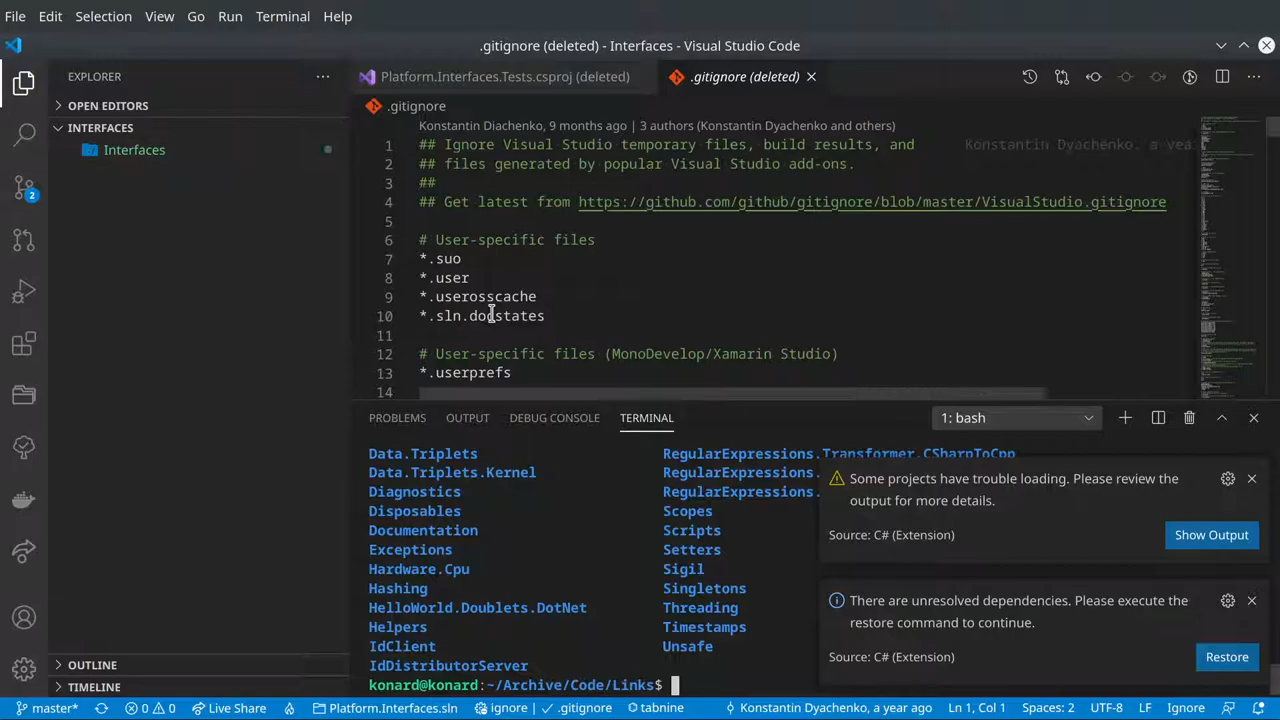 File Edit Selection View Go Run Terminal Help
.gitignore (deleted) - Interfaces - Visual Studio Code
EXPLORER
OPEN EDITORS
INTERFACES
Interfaces
2
OUTLINE
TIMELINE
Platform.Interfaces.Tests.csproj (deleted) .gitignore (deleted)
.gitignore
Konstantin Diachenko, 9 months ago | 3 authors (Konstantin Dyachenko and others)
1 ## Ignore Visual Studio temporary files, build results, and Konstantin Dyachenko, a yea
2 ## files generated by popular Visual Studio add-ons.
3 ##
4 ## Get latest from https://github.com/github/gitignore/blob/master/VisualStudio.gitignore
5
6 # User-specific files
7 *.suo
8 *.user
9 *.userosscache
10 *.sln.docstates
11
12 # User-specific files (MonoDevelop/Xamarin Studio)
13 *.userprefs
14
PROBLEMS OUTPUT DEBUG CONSOLE TERMINAL 1: bash
Data.Triplets RegularExpressions.Transformer.CSharpToCpp
Data.Triplets.Kernel RegularExpressions.
Diagnostics RegularExpressions.
Disposables Scopes
Documentation Scripts
Exceptions Setters
Hardware.Cpu Sigil
Hashing Singletons
HelloWorld.Doublets.DotNet Threading
Helpers Timestamps
IdClient Unsafe
IdDistributorServer
konard@konard:~/Archive/Code/Links$
Some projects have trouble loading. Please review the
output for more details.
Source: C# (Extension) Show Output
There are unresolved dependencies. Please execute the
restore command to continue.
Source: C# (Extension) Restore
master* 0 0 Live Share Platform.Interfaces.sln ignore | .gitignore tabnine Konstantin Dyachenko, a year ago Ln 1, Col 1 Spaces: 2 UTF-8 LF Ignore